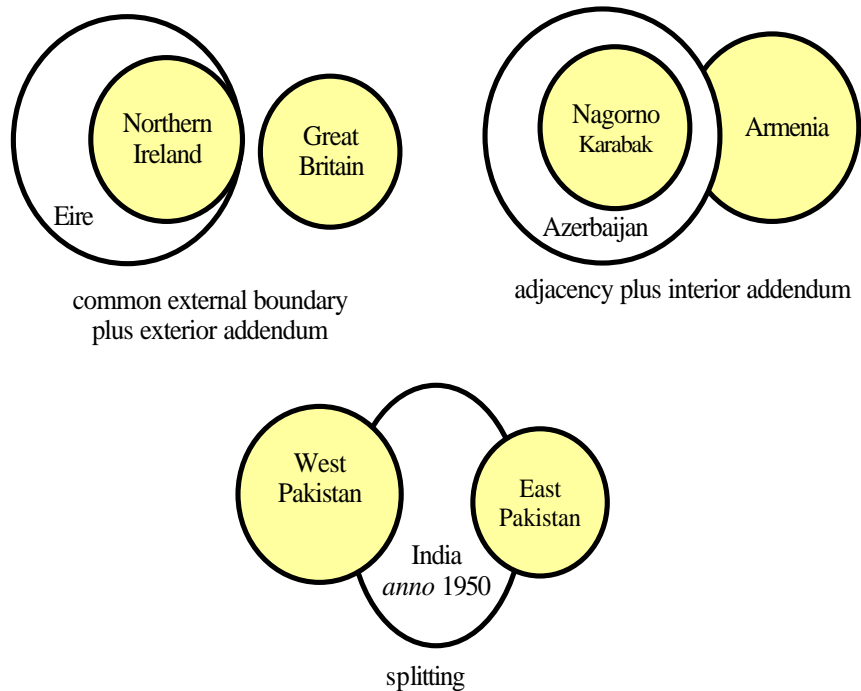 Northern
Ireland
Great
Britain
Eire
common external boundary
plus exterior addendum
Nagorno
Karabak
Armenia
Azerbaijan
adjacency plus interior addendum
West
Pakistan
East
Pakistan
India
anno 1950
splitting